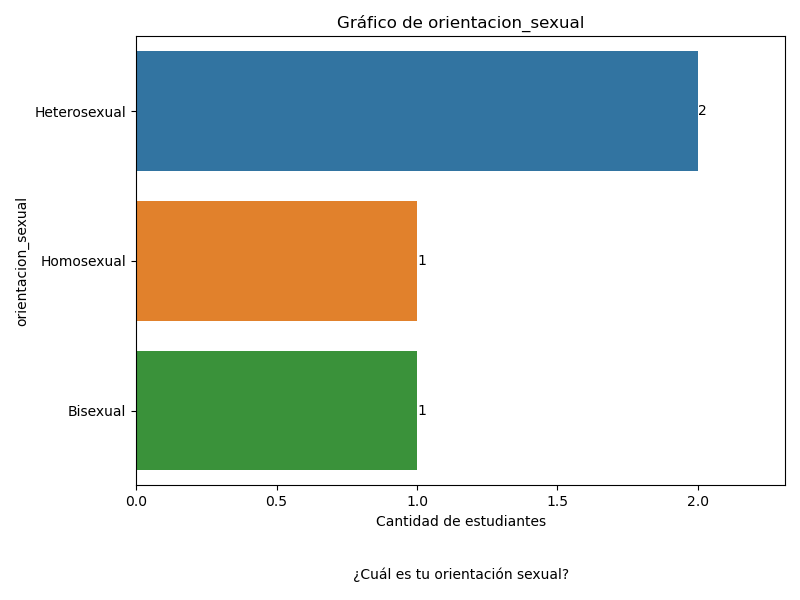 Gráfico de orientacion_sexual
orientacion_sexual
Heterosexual
2
Homosexual
1
Bisexual
1
0.0 0.5 1.0 1.5 2.0
Cantidad de estudiantes
¿Cuál es tu orientación sexual?